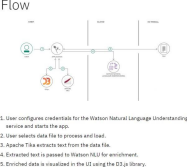 Flow
1. User configures credentials for the Watson Natural Language Understanding
service and starts the app.
2. User selects data file to process and load.
3. Apache Tika extracts text from the data file.
4. Extracted text is passed to Watson NLU for enrichment.
5. Enriched data is visualized in the UI using the D3.js library.